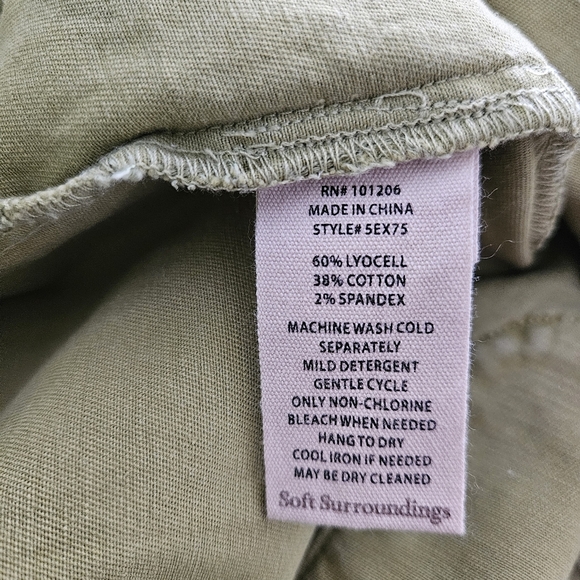 RN# 101206
MADE IN CHINA
STYLE# 5EX75
60% LYOCELL
38% COTTON
2% SPANDEX
MACHINE WASH COLD
SEPARATELY
MILD DETERGENT
GENTLE CYCLE
ONLY NON-CHLORINE
BLEACH WHEN NEEDED
HANG TO DRY
COOL IRON IF NEEDED
MAY BE DRY CLEANED
Soft Surroundings